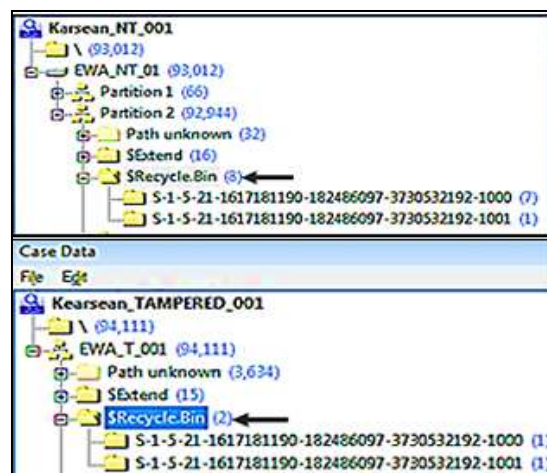 Karsean_NT_001
\ (93,012)
EWA_NT_01 (93,012)
Partition 1 (66)
Partition 2 (92,944)
Path unknown (32)
$Extend (16)
$Recycle.Bin (8)
S-1-5-21-1617181190-182486097-3730532192-1000 (7)
S-1-5-21-1617181190-182486097-3730532192-1001 (1)
Case Data
File Edit
Kearsean_TAMPERED_001
\ (94,111)
EWA_T_001 (94,111)
Path unknown (3,634)
$Extend (15)
$Recycle.Bin (2)
S-1-5-21-1617181190-182486097-3730532192-1000 (1
S-1-5-21-1617181190-182486097-3730532192-1001 (1